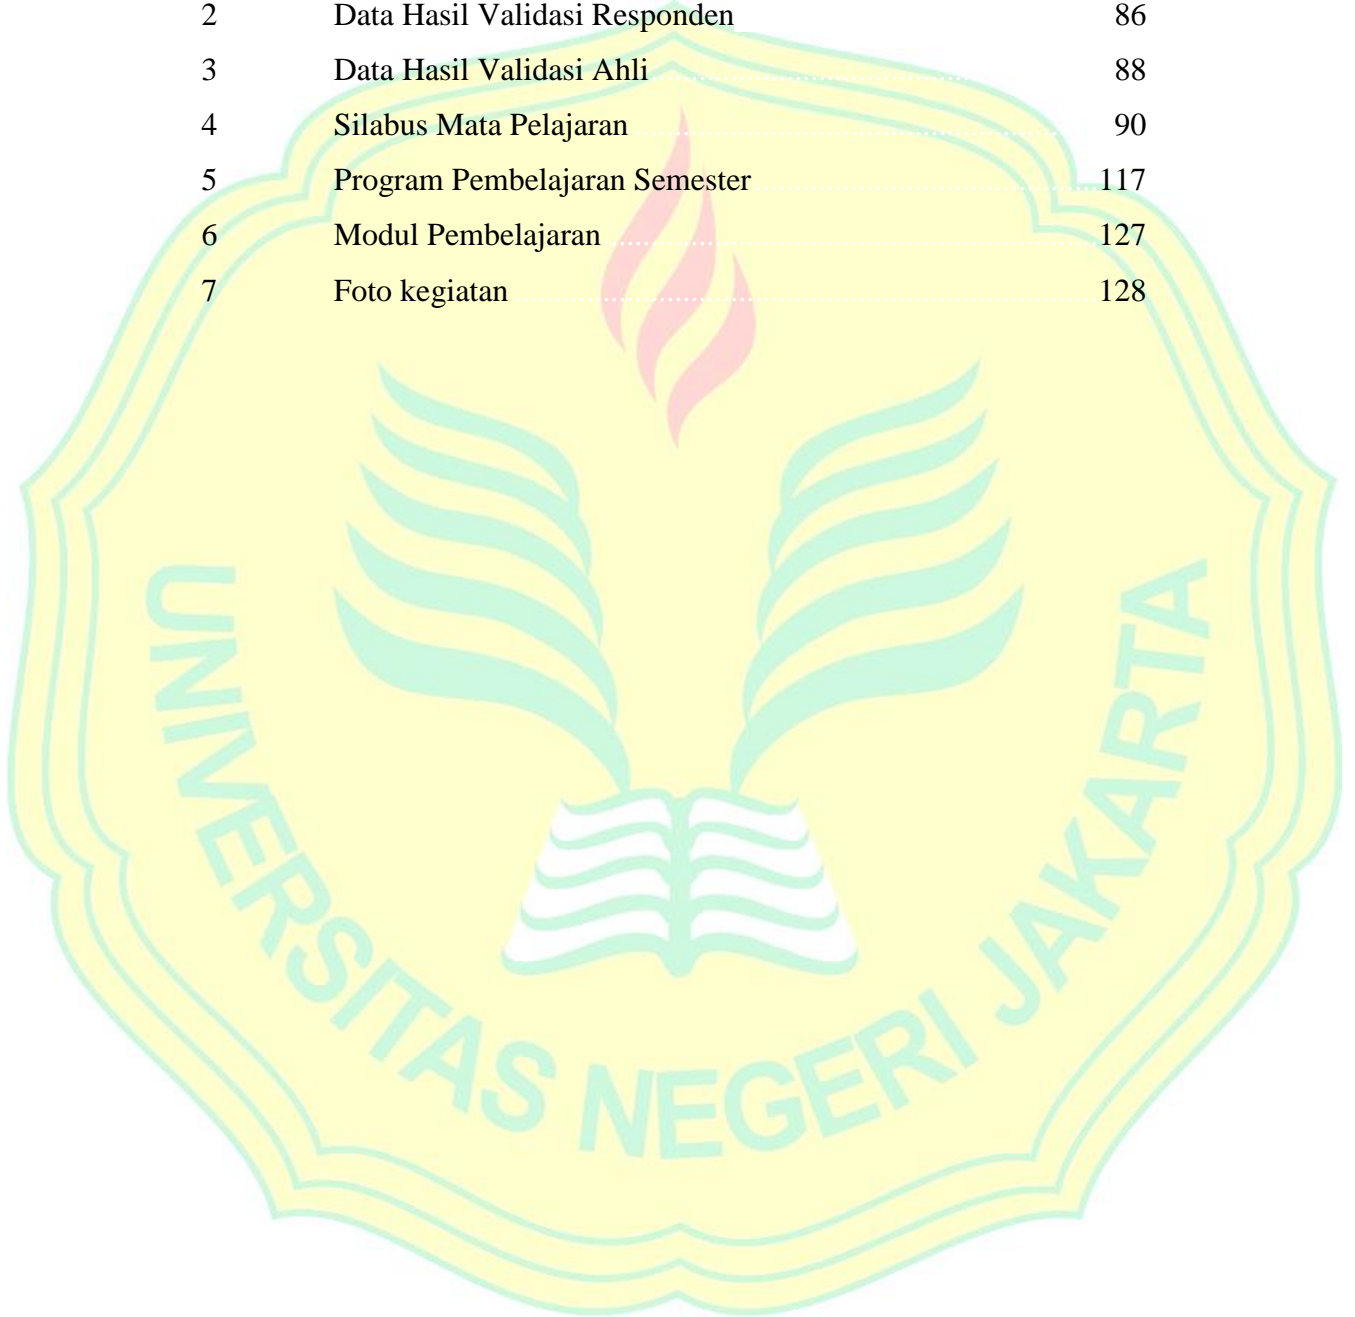 2 Data Hasil Validasi Responden 86
3 Data Hasil Validasi Ahli 88
4 Silabus Mata Pelajaran 90
5 Program Pembelajaran Semester 117
6 Modul Pembelajaran 127
7 Foto kegiatan 128
UNIVERSITAS NEGERI JAKARTA